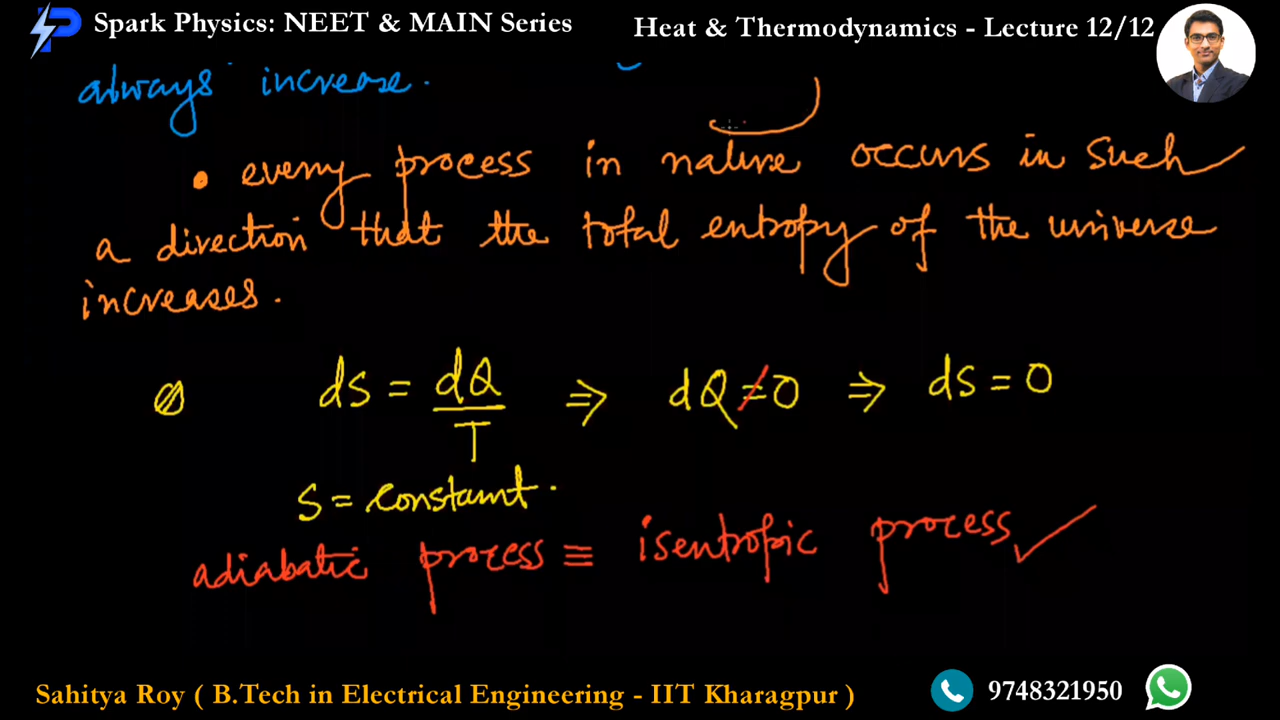 Spark Physics: NEET & MAIN Series
Heat & Thermodynamics - Lecture 12/12
always increase.
• every process in nature occurs in such
a direction that the total entropy of the universe
increases.
dS = dQ/T ⇒ dQ ≠ 0 ⇒ dS = 0
S = constant.
adiabatic process ≡ isentropic process ✓
Sahitya Roy ( B.Tech in Electrical Engineering - IIT Kharagpur )
9748321950